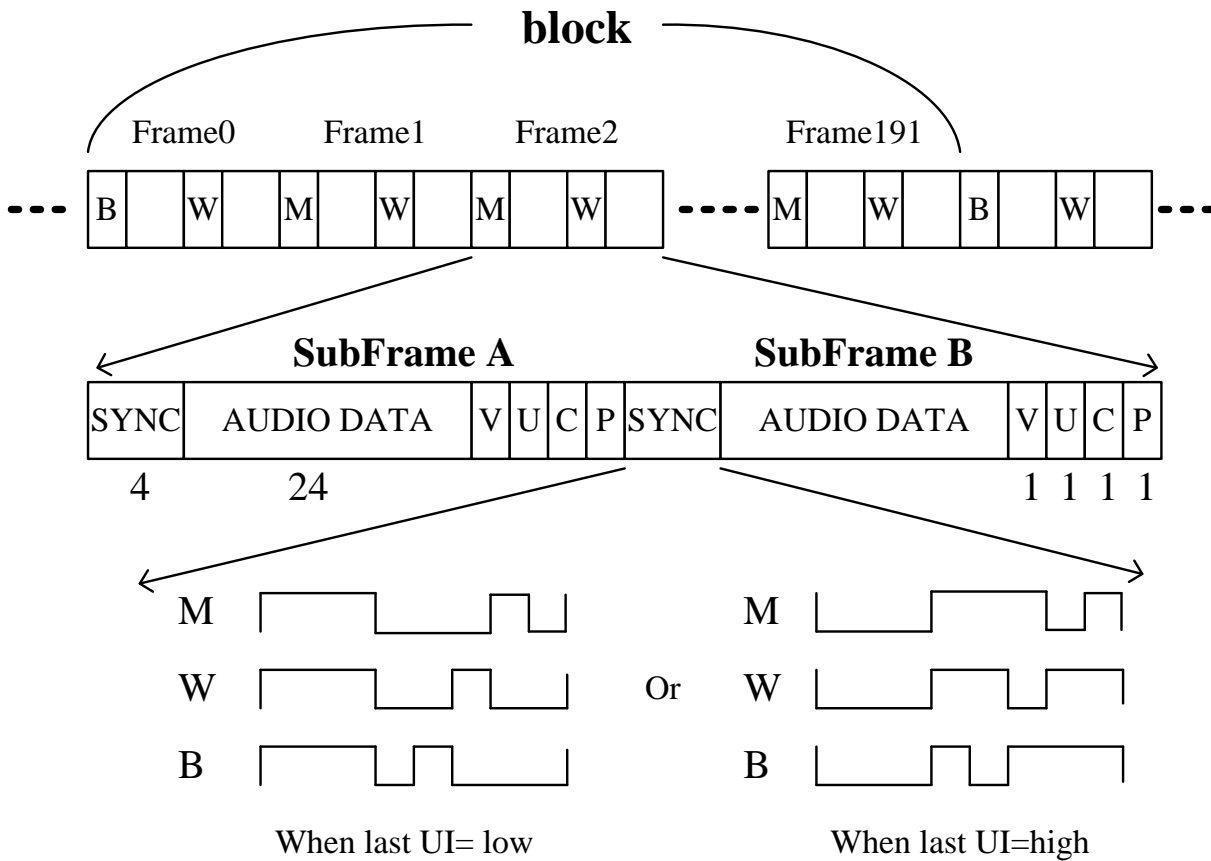 block
Frame0 Frame1 Frame2 Frame191
B W M W M W M W B W
SubFrame A SubFrame B
SYNC AUDIO DATA V U C P SYNC AUDIO DATA V U C P
4 24 1 1 1 1
M M
W Or W
B B
When last UI= low When last UI=high